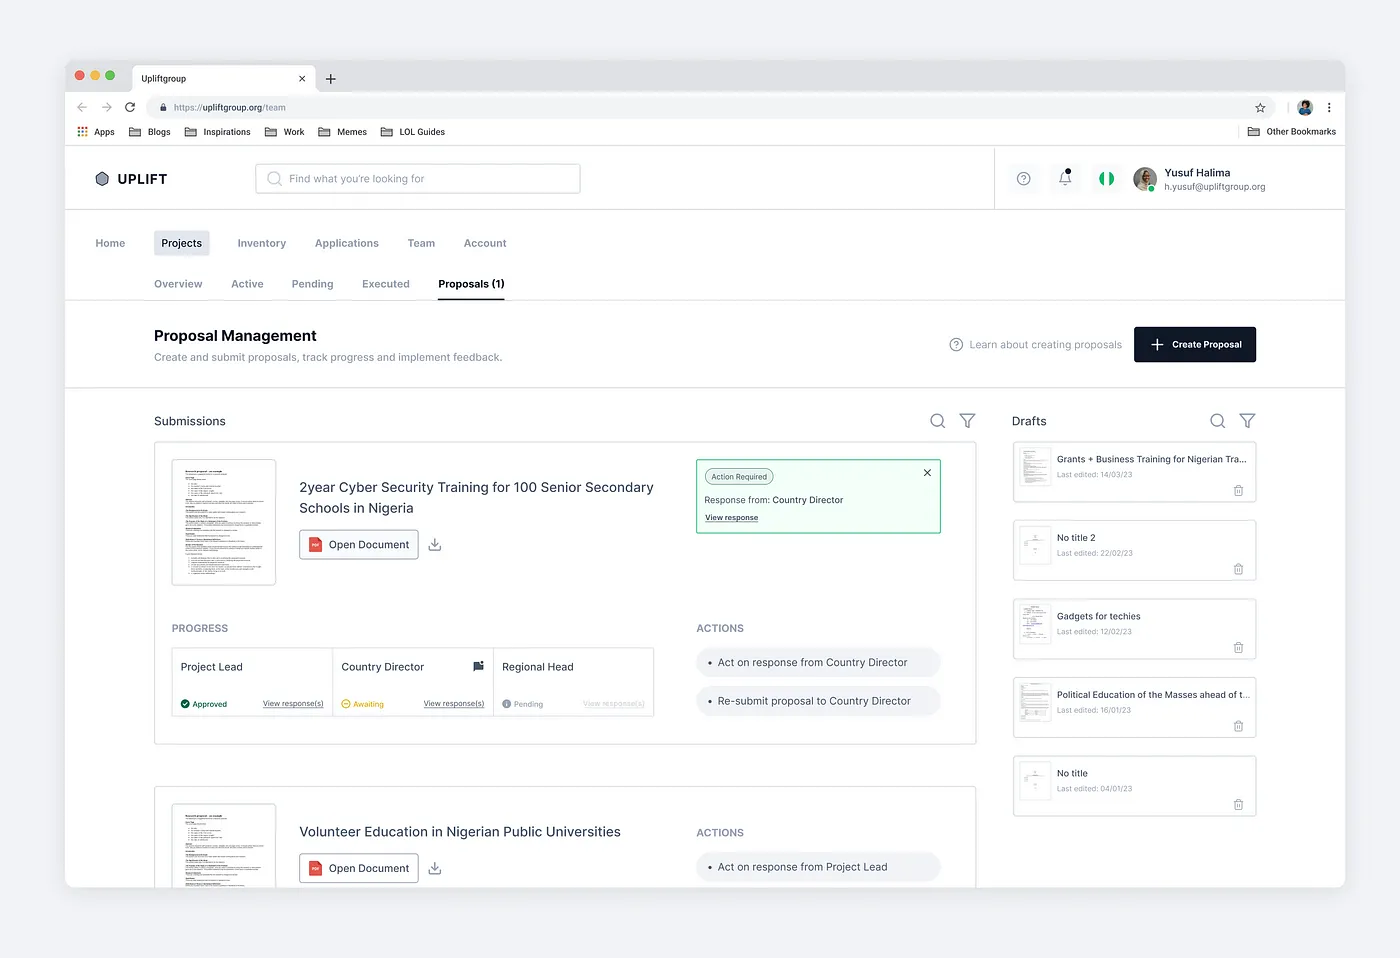 Upliftgroup
https://upliftgroup.org/team
Apps
Blogs
Inspirations
Work
Memes
LOL Guides
Other Bookmarks
UPLIFT
Find what you're looking for
Yusuf Halima
h.yusuf@upliftgroup.org
Home
Projects
Inventory
Applications
Team
Account
Overview
Active
Pending
Executed
Proposals (1)
Proposal Management
Create and submit proposals, track progress and implement feedback.
Learn about creating proposals
Create Proposal
Submissions
2year Cyber Security Training for 100 Senior Secondary
Schools in Nigeria
PDF
Open Document
Action Required
Response from: Country Director
View response
PROGRESS
Project Lead
Approved
View response(s)
Country Director
Awaiting
View response(s)
Regional Head
Pending
View response(s)
ACTIONS
Act on response from Country Director
Re-submit proposal to Country Director
Volunteer Education in Nigerian Public Universities
PDF
Open Document
ACTIONS
Act on response from Project Lead
Drafts
Grants + Business Training for Nigerian Tra...
Last edited: 14/03/23
No title 2
Last edited: 22/02/23
Gadgets for techies
Last edited: 12/02/23
Political Education of the Masses ahead of t...
Last edited: 16/01/23
No title
Last edited: 04/01/23